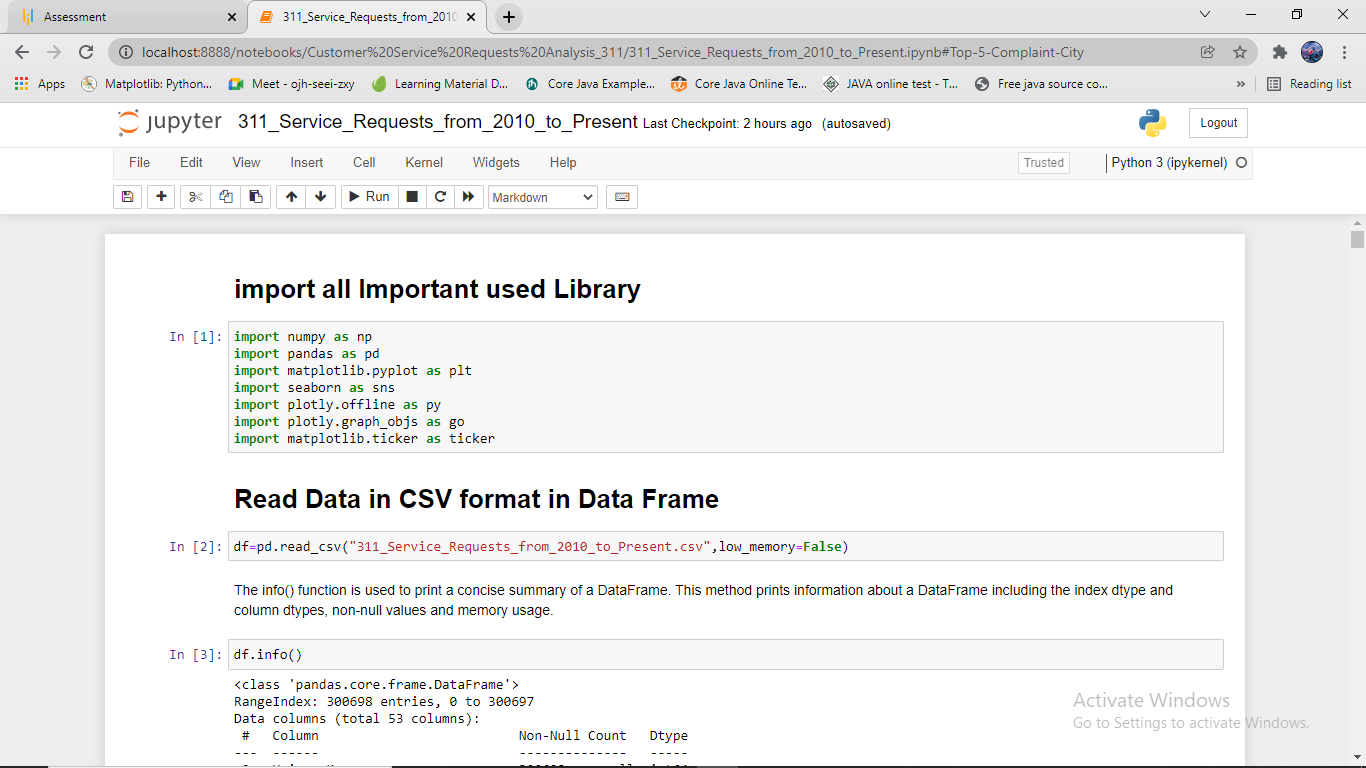 Assessment
311_Service_Requests_from_2010
localhost:8888/notebooks/Customer%20Service%20Requests%20Analysis_311/311_Service_Requests_from_2010_to_Present.ipynb#Top-5-Complaint-City
Apps Matplotlib: Python... Meet - ojh-seei-zxy Learning Material D... Core Java Example... Core Java Online Te... JAVA online test - T... Free java source co... » Reading list
jupyter 311_Service_Requests_from_2010_to_Present Last Checkpoint: 2 hours ago (autosaved) Logout
File Edit View Insert Cell Kernel Widgets Help Trusted Python 3 (ipykernel)
Run Markdown
import all Important used Library
In [1]: import numpy as np
import pandas as pd
import matplotlib.pyplot as plt
import seaborn as sns
import plotly.offline as py
import plotly.graph_objs as go
import matplotlib.ticker as ticker
Read Data in CSV format in Data Frame
In [2]: df=pd.read_csv("311_Service_Requests_from_2010_to_Present.csv",low_memory=False)
The info() function is used to print a concise summary of a DataFrame. This method prints information about a DataFrame including the index dtype and
column dtypes, non-null values and memory usage.
In [3]: df.info()
<class 'pandas.core.frame.DataFrame'>
RangeIndex: 300698 entries, 0 to 300697
Data columns (total 53 columns):
# Column Non-Null Count Dtype
--- ------ -------------- -----
Activate Windows
Go to Settings to activate Windows.